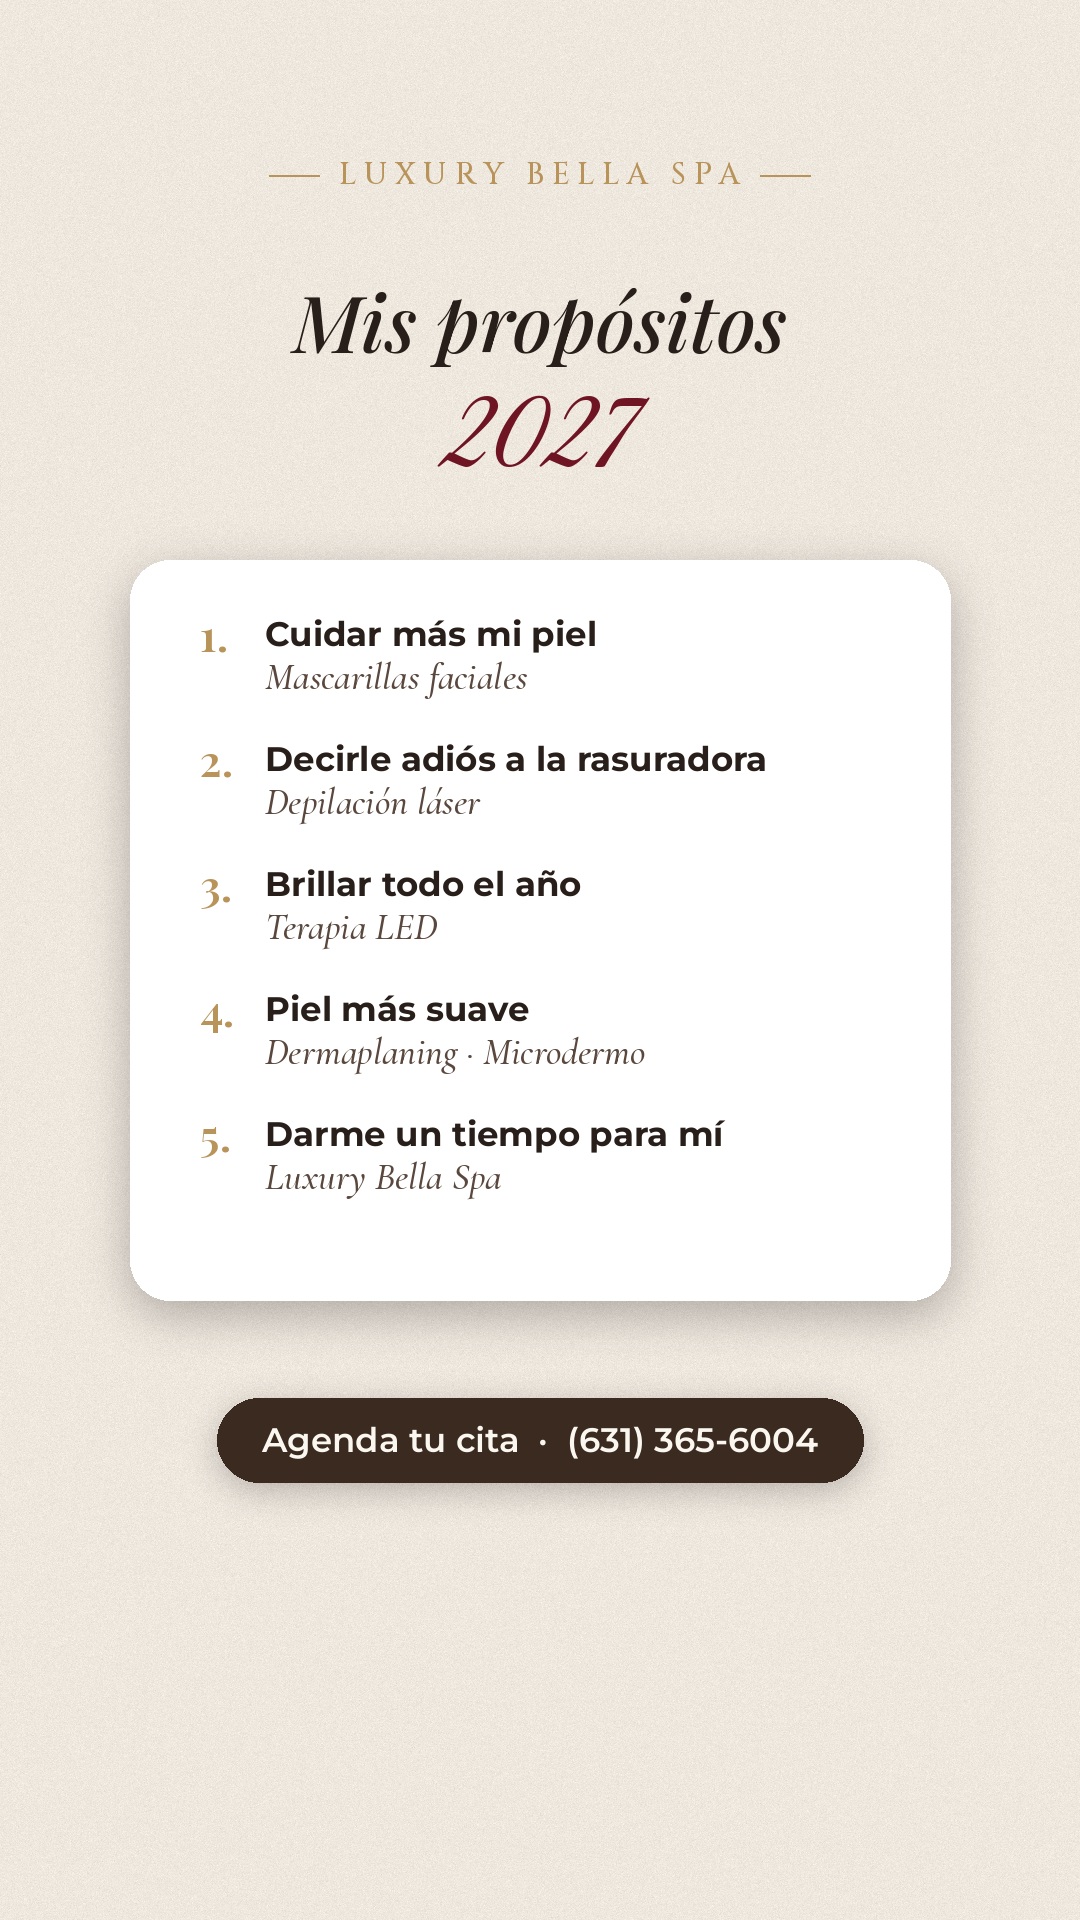 LUXURY BELLA SPA
Mis propósitos
2027
1. Cuidar más mi piel
Mascarillas faciales
2. Decirle adiós a la rasuradora
Depilación láser
3. Brillar todo el año
Terapia LED
4. Piel más suave
Dermaplaning · Microdermo
5. Darme un tiempo para mí
Luxury Bella Spa
Agenda tu cita · (631) 365-6004